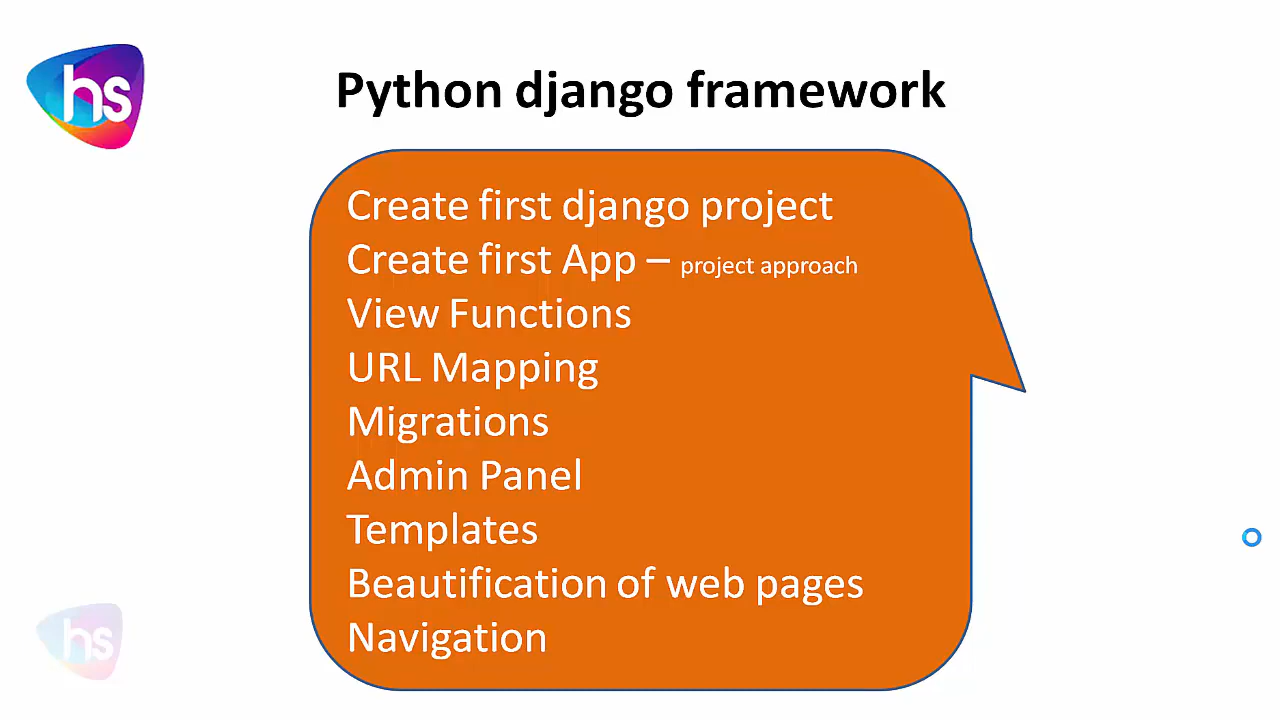 hs
Python django framework
Create first django project
Create first App – project approach
View Functions
URL Mapping
Migrations
Admin Panel
Templates
Beautification of web pages
Navigation
hs